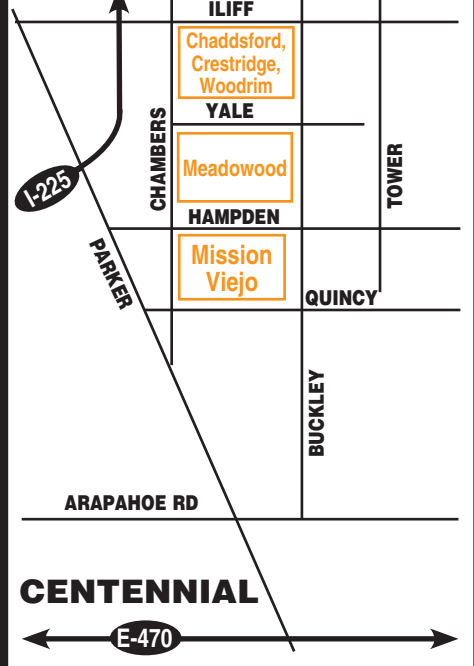 ILIFF
Chaddsford,
Crestridge,
Woodrim
YALE
CHAMBERS
TOWER
Meadowood
I-225
HAMPDEN
PARKER
Mission
Viejo
QUINCY
BUCKLEY
ARAPAHOE RD
CENTENNIAL
E-470